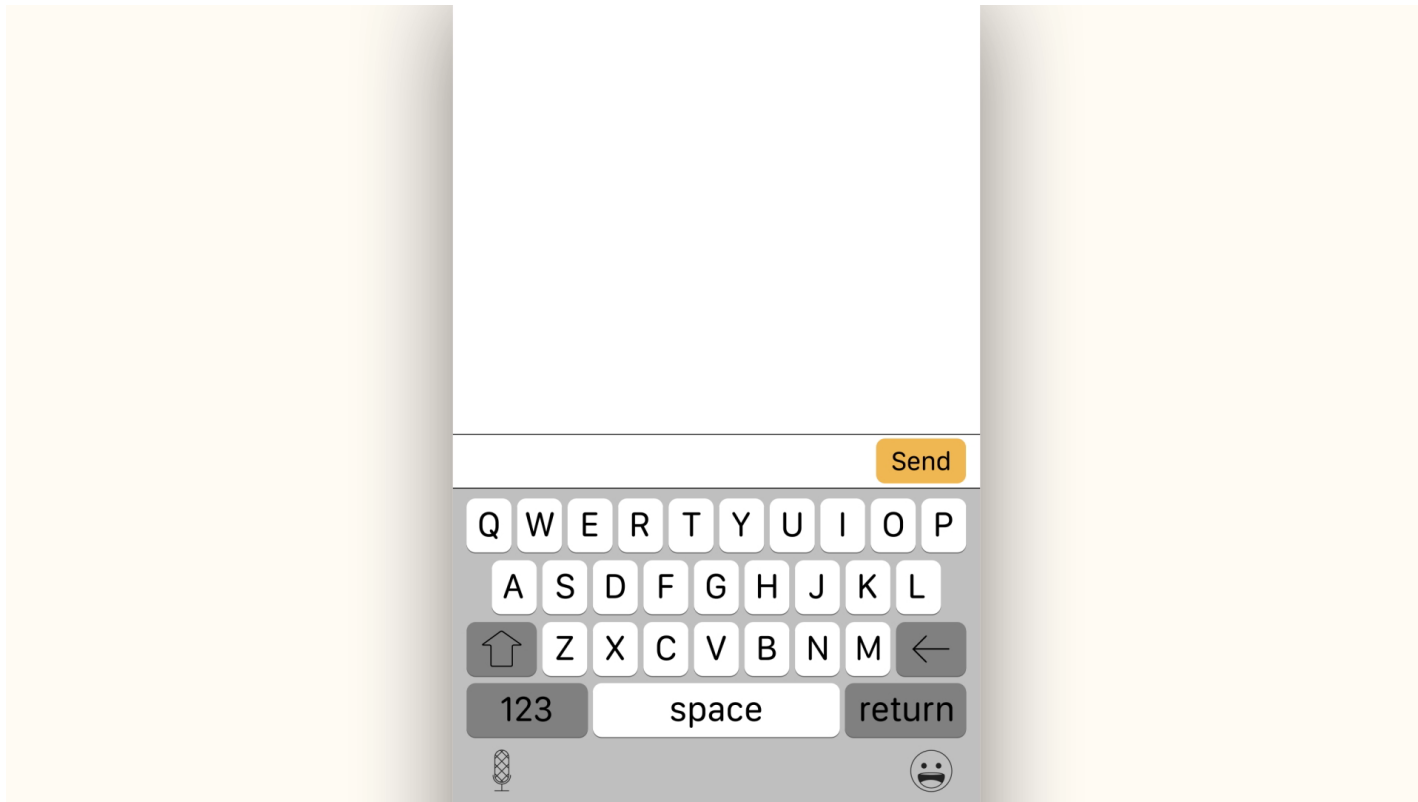 Send
Q W E R T Y U I O P
A S D F G H J K L
Z X C V B N M
123 space return